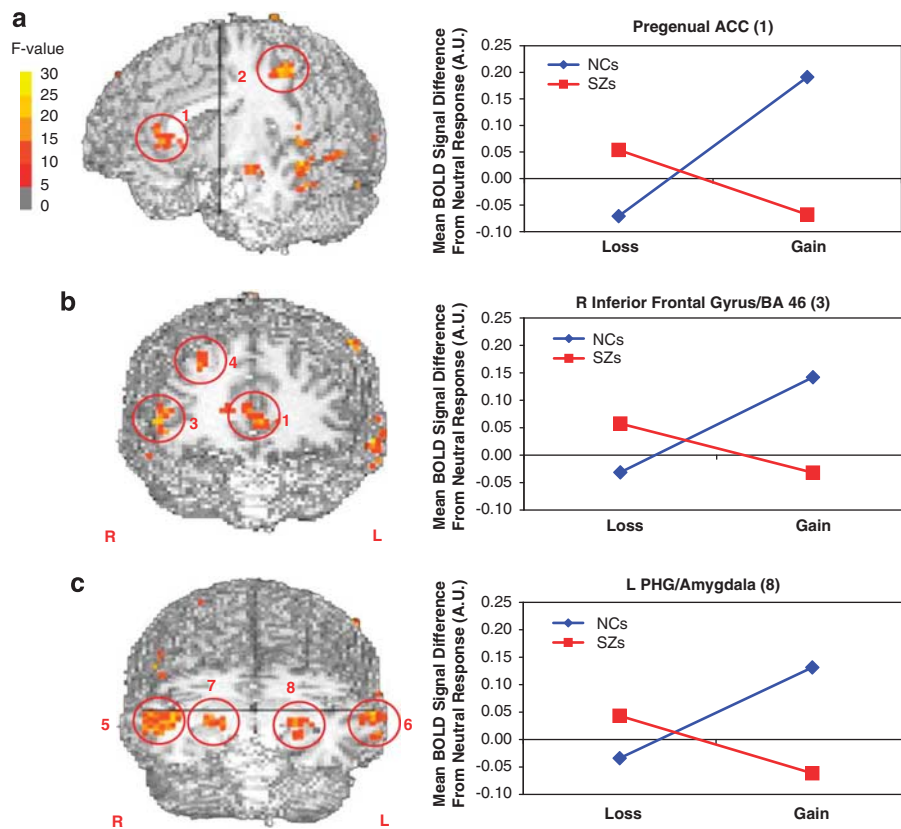 a
F-value
30
25
20
15
10
5
0
1
2
Pregenual ACC (1)
Mean BOLD Signal Difference
From Neutral Response (A.U.)
0.25
0.20
0.15
0.10
0.05
0.00
-0.05
-0.10
NCs
SZs
Loss Gain
b
4
3
1
R L
R Inferior Frontal Gyrus/BA 46 (3)
Mean BOLD Signal Difference
From Neutral Response (A.U.)
0.25
0.20
0.15
0.10
0.05
0.00
-0.05
-0.10
NCs
SZs
Loss Gain
c
7 8
5 6
R L
L PHG/Amygdala (8)
Mean BOLD Signal Difference
From Neutral Response (A.U.)
0.25
0.20
0.15
0.10
0.05
0.00
-0.05
-0.10
NCs
SZs
Loss Gain